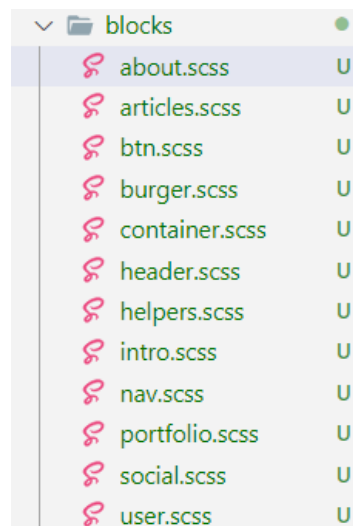 blocks
about.scss U
articles.scss U
btn.scss U
burger.scss U
container.scss U
header.scss U
helpers.scss U
intro.scss U
nav.scss U
portfolio.scss U
social.scss U
user.scss U